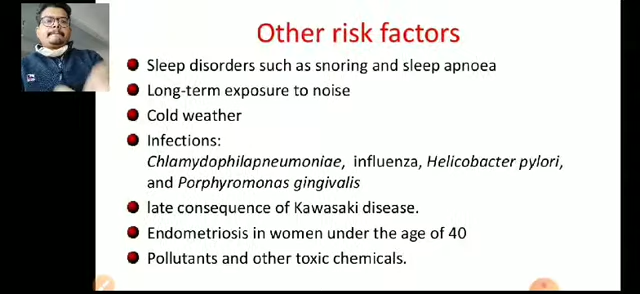 Other risk factors
Sleep disorders such as snoring and sleep apnoea
Long-term exposure to noise
Cold weather
Infections:
Chlamydophilapneumoniae, influenza, Helicobacter pylori,
and Porphyromonas gingivalis
late consequence of Kawasaki disease.
Endometriosis in women under the age of 40
Pollutants and other toxic chemicals.